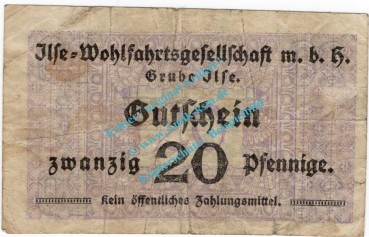 Ilse-Wohlfahrtsgesellschaft m. b. H.
Grube Ilse.
Gutschein
zwanzig 20 Pfennige.
Kein öffentliches Zahlungsmittel.